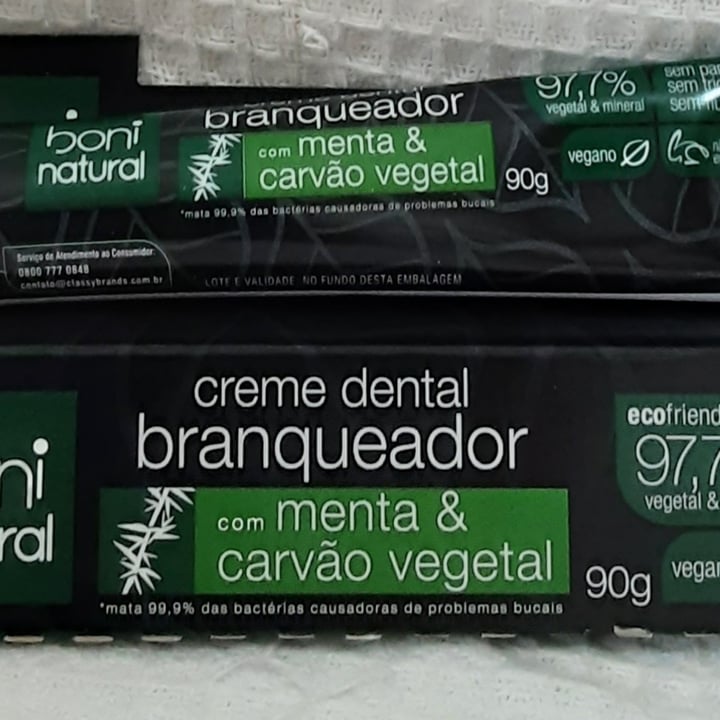 boni
natural
branqueador
com menta &
carvão vegetal
90g
*mata 99,9% das bactérias causadoras de problemas bucais
97,7%
vegetal & mineral
vegano
sem
sem
sem
Serviço de Atendimento ao Consumidor:
0800 777 0848
contato@classybrands.com.br
LOTE E VALIDADE NO FUNDO DESTA EMBALAGEM
ni
ral
creme dental
branqueador
com menta &
carvão vegetal
90g
*mata 99,9% das bactérias causadoras de problemas bucais
ecofriend
97,7
vegetal &
vegan